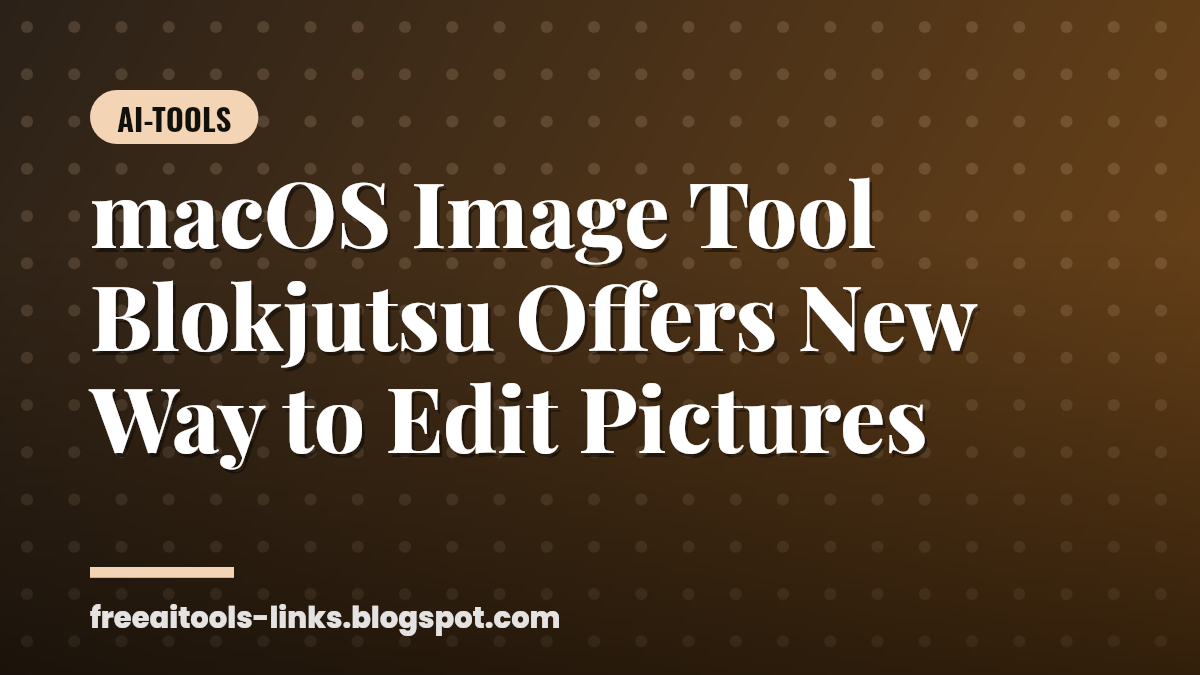 AI-TOOLS
macOS Image Tool
Blokjutsu Offers New
Way to Edit Pictures
freeaitools-links.blogspot.com